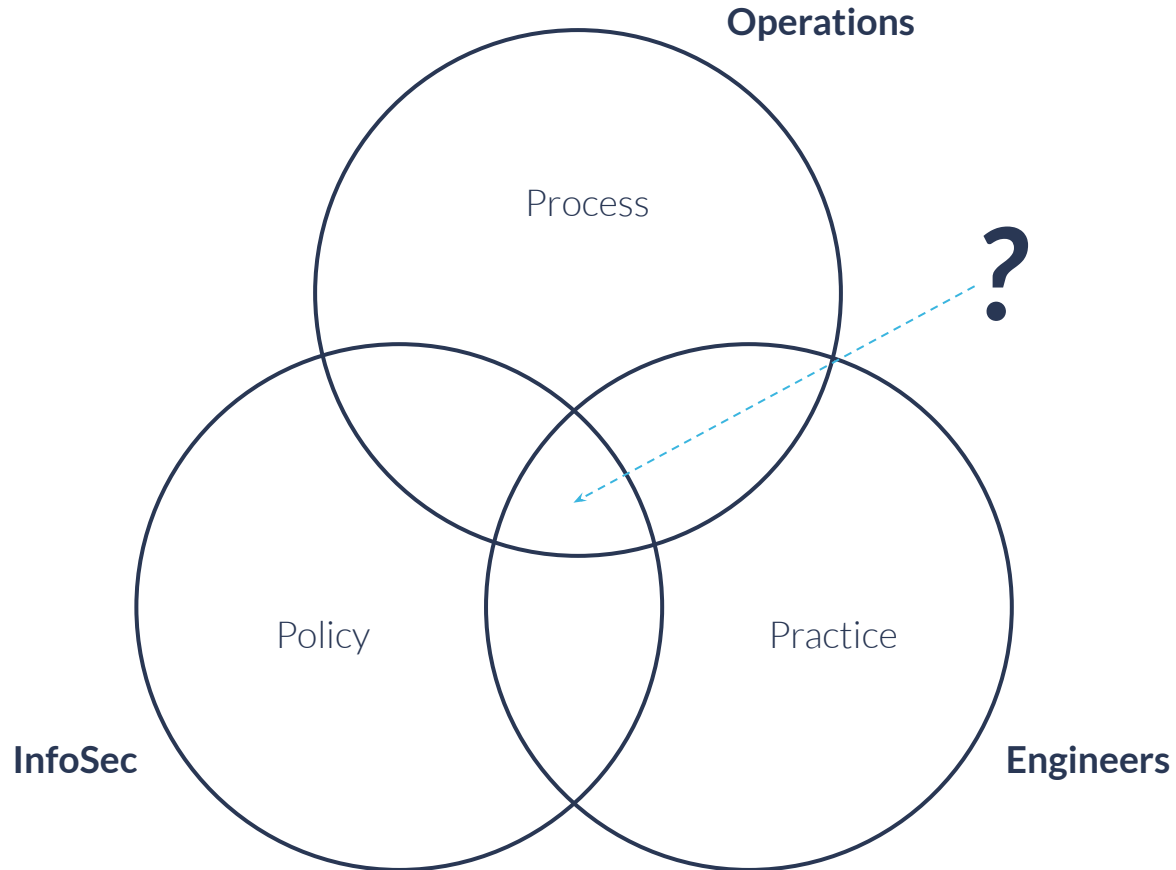 Operations
Process
?
Policy
Practice
InfoSec
Engineers